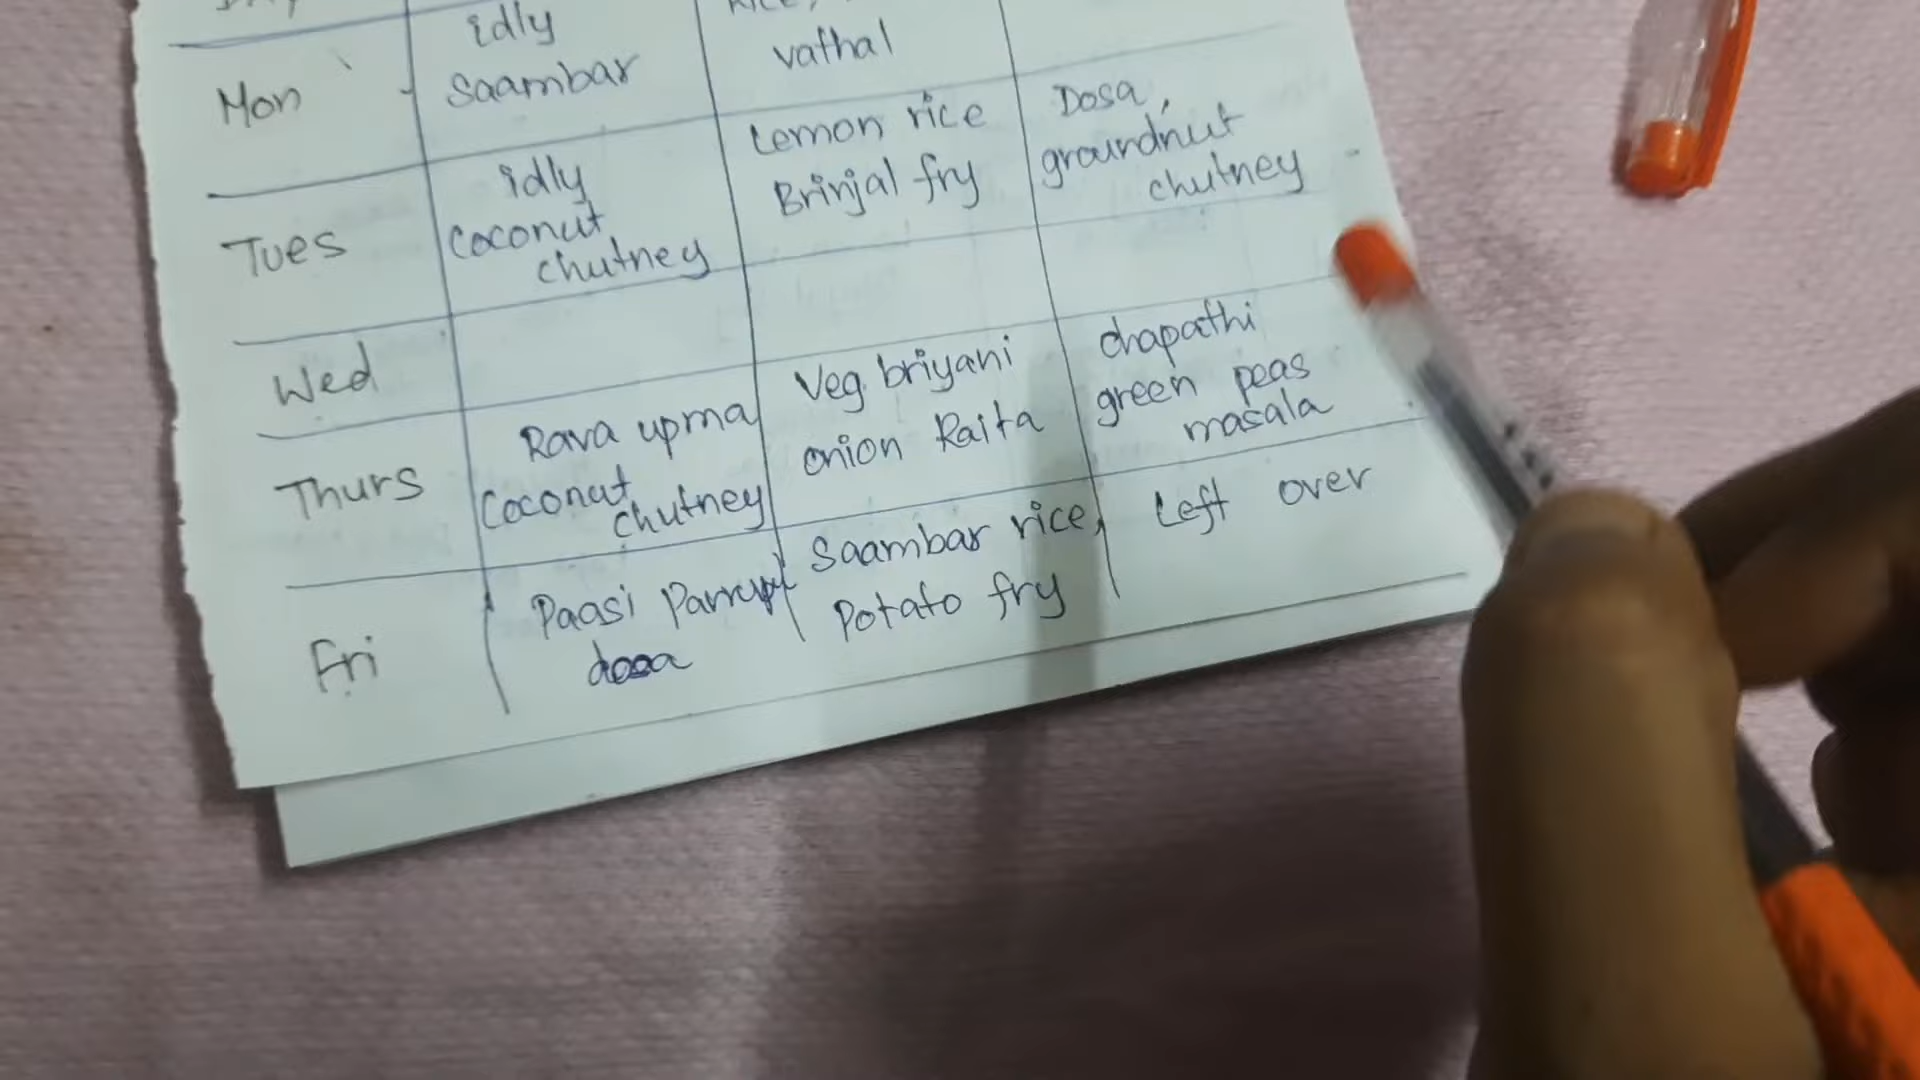 Mon
idly
Saambar
vathal
Tues
idly
coconut
chutney
Lemon rice
Brinjal fry
Dosa,
groundnut
chutney
Wed
Thurs
Rava upma
coconut
chutney
Veg. briyani
onion Raita
chapathi
green peas
masala
Fri
Paasi Parrupu
dosa
Saambar rice,
Potato fry
Left over